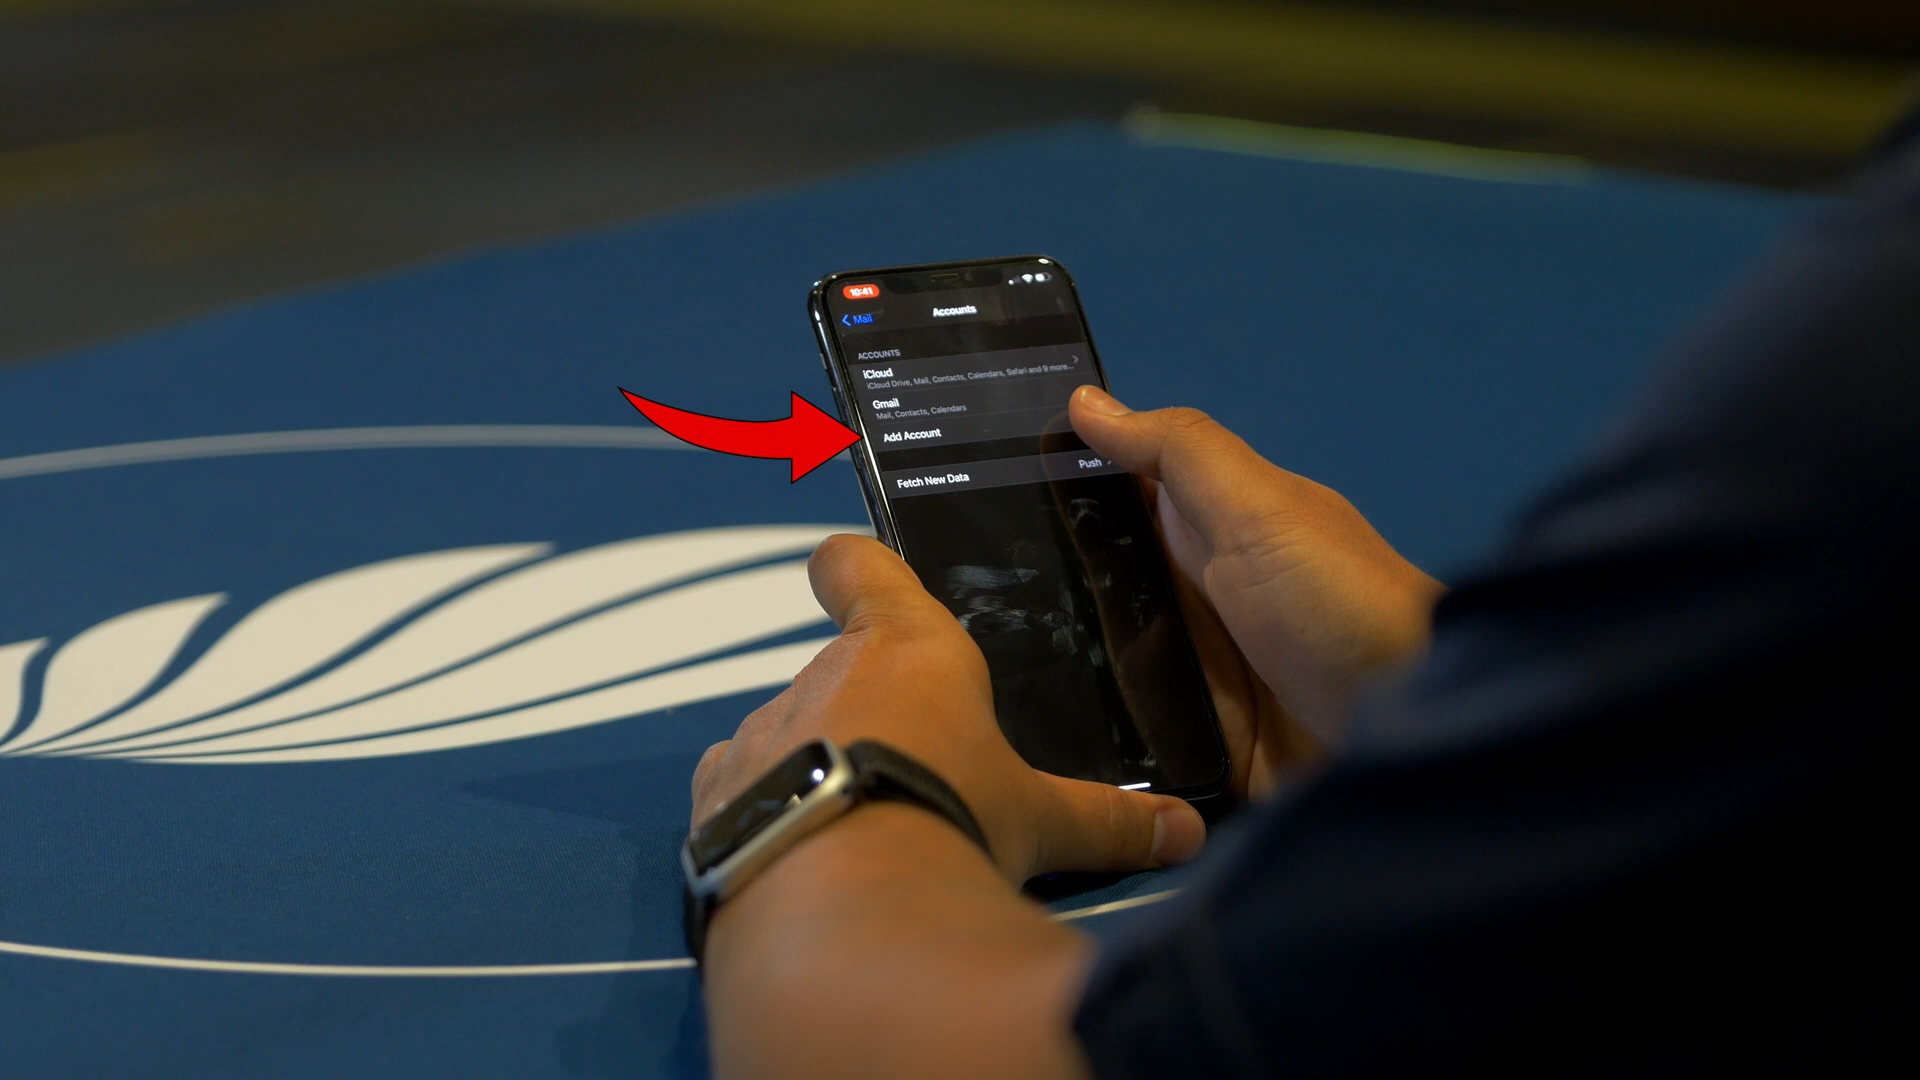 10:41
Mail
Accounts
ACCOUNTS
iCloud
iCloud Drive, Mail, Contacts, Calendars, Safari and 9 more...
Gmail
Mail, Contacts, Calendars
Add Account
Fetch New Data
Push